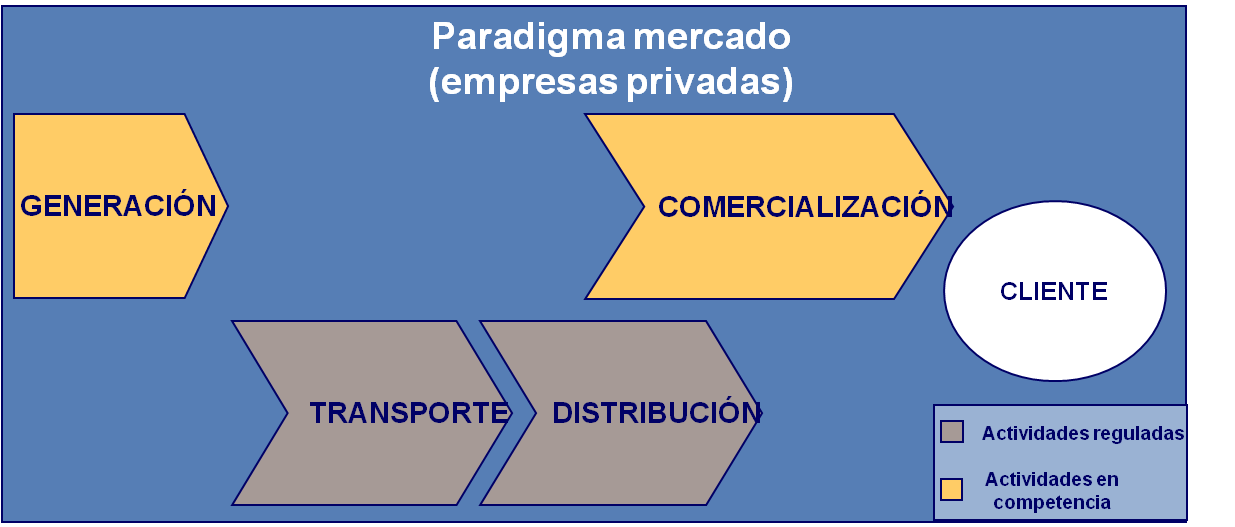 Paradigma mercado
(empresas privadas)
GENERACIÓN
COMERCIALIZACIÓN
CLIENTE
TRANSPORTE
DISTRIBUCIÓN
Actividades reguladas
Actividades en
competencia